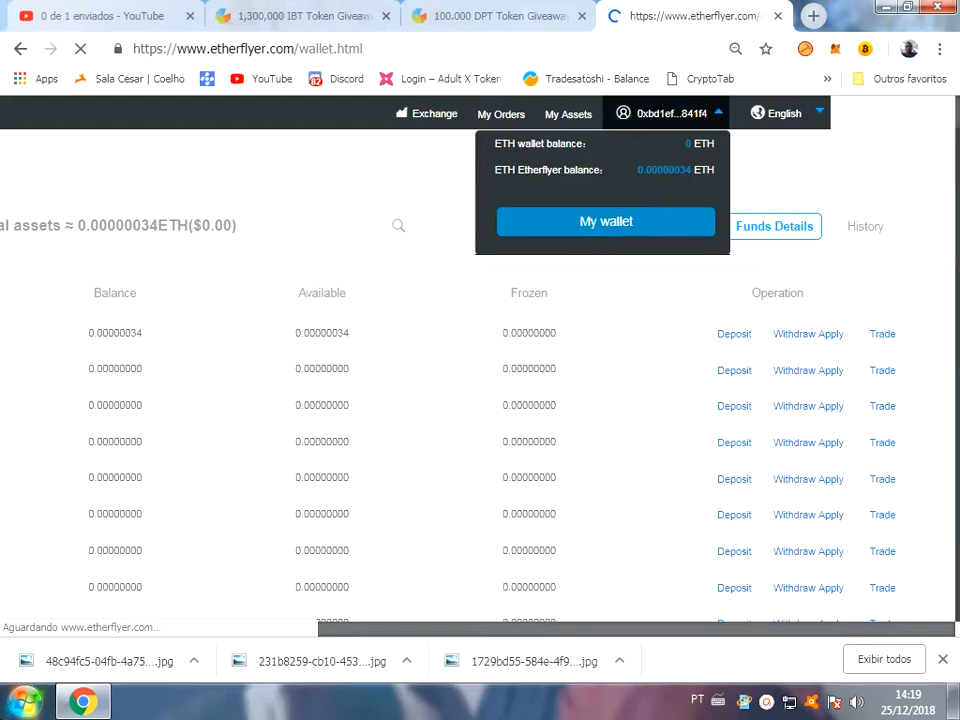 0 de 1 enviados - YouTube
1,300,000 IBT Token Giveaw
100.000 DPT Token Giveaway
https://www.etherflyer.com/
https://www.etherflyer.com/wallet.html
Apps
Sala Cesar | Coelho
YouTube
82
Discord
Login – Adult X Token
Tradesatoshi - Balance
CryptoTab
»
Outros favoritos
Exchange
My Orders
My Assets
0xbd1ef...841f4
English
ETH wallet balance: 0 ETH
ETH Etherflyer balance: 0.00000034 ETH
My wallet
al assets ≈ 0.00000034ETH($0.00)
Funds Details
History
Balance Available Frozen Operation
0.00000034 0.00000034 0.00000000 Deposit Withdraw Apply Trade
0.00000000 0.00000000 0.00000000 Deposit Withdraw Apply Trade
0.00000000 0.00000000 0.00000000 Deposit Withdraw Apply Trade
0.00000000 0.00000000 0.00000000 Deposit Withdraw Apply Trade
0.00000000 0.00000000 0.00000000 Deposit Withdraw Apply Trade
0.00000000 0.00000000 0.00000000 Deposit Withdraw Apply Trade
0.00000000 0.00000000 0.00000000 Deposit Withdraw Apply Trade
0.00000000 0.00000000 0.00000000 Deposit Withdraw Apply Trade
Aguardando www.etherflyer.com...
48c94fc5-04fb-4a75....jpg
231b8259-cb10-453....jpg
1729bd55-584e-4f9....jpg
Exibir todos
PT
14:19
25/12/2018